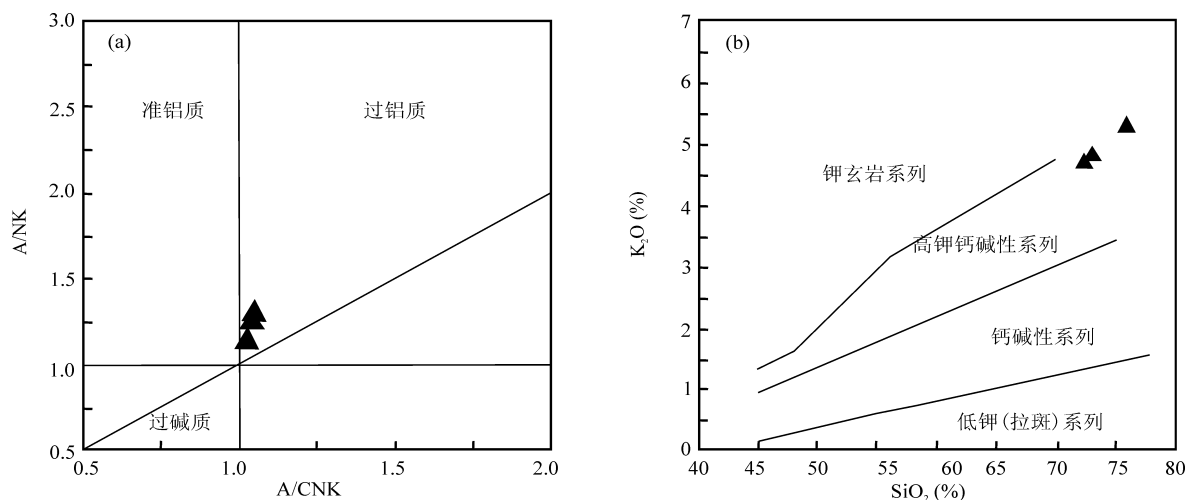 (a)
3.0
2.5
2.0
1.5
1.0
0.5
A/NK
准铝质
过铝质
过碱质
0.5
1.0
1.5
2.0
A/CNK
(b)
7
6
5
4
3
2
1
0
K₂O (%)
钾玄岩系列
高钾钙碱性系列
钙碱性系列
低钾(拉斑)系列
40
45
50
55
60
65
70
75
80
SiO₂ (%)